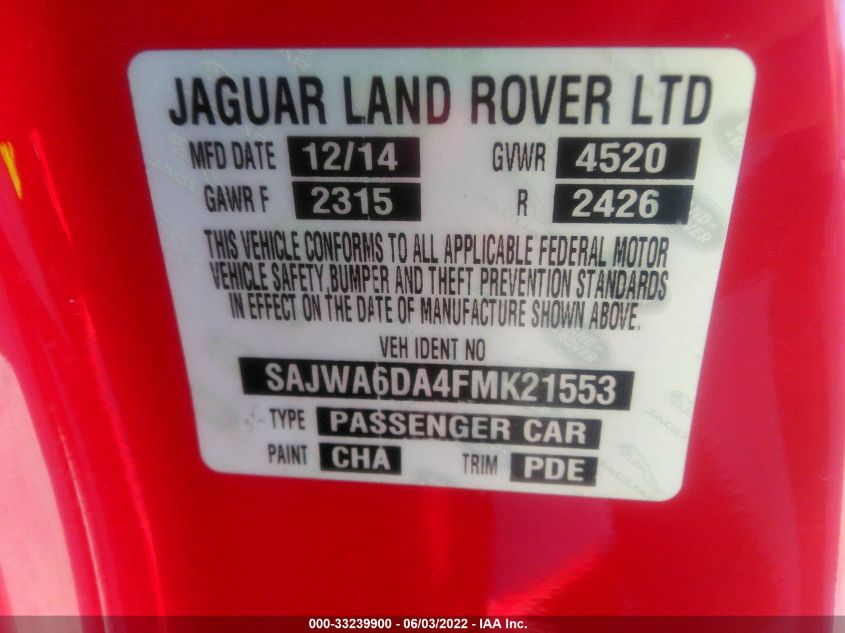 JAGUAR LAND ROVER LTD
MFD DATE 12/14 GVWR 4520
GAWR F 2315 R 2426
THIS VEHICLE CONFORMS TO ALL APPLICABLE FEDERAL MOTOR
VEHICLE SAFETY,BUMPER AND THEFT PREVENTION STANDARDS
IN EFFECT ON THE DATE OF MANUFACTURE SHOWN ABOVE.
VEH IDENT NO
SAJWA6DA4FMK21553
TYPE PASSENGER CAR
PAINT CHA TRIM PDE
000-33239900 - 06/03/2022 - IAA Inc.